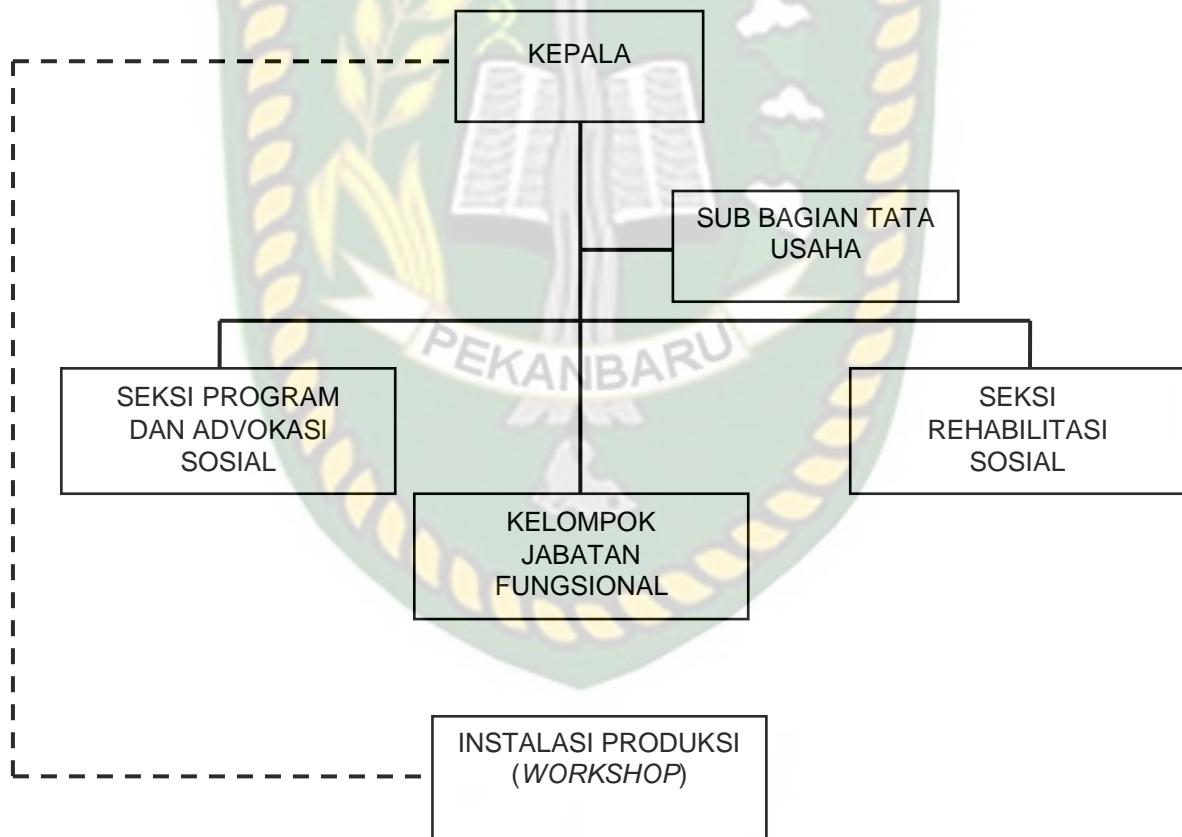 KEPALA
SUB BAGIAN TATA
USAHA
PEKANBARU
SEKSI PROGRAM
DAN ADVOKASI
SOSIAL
SEKSI
REHABILITASI
SOSIAL
KELOMPOK
JABATAN
FUNGSIONAL
INSTALASI PRODUKSI
(WORKSHOP)